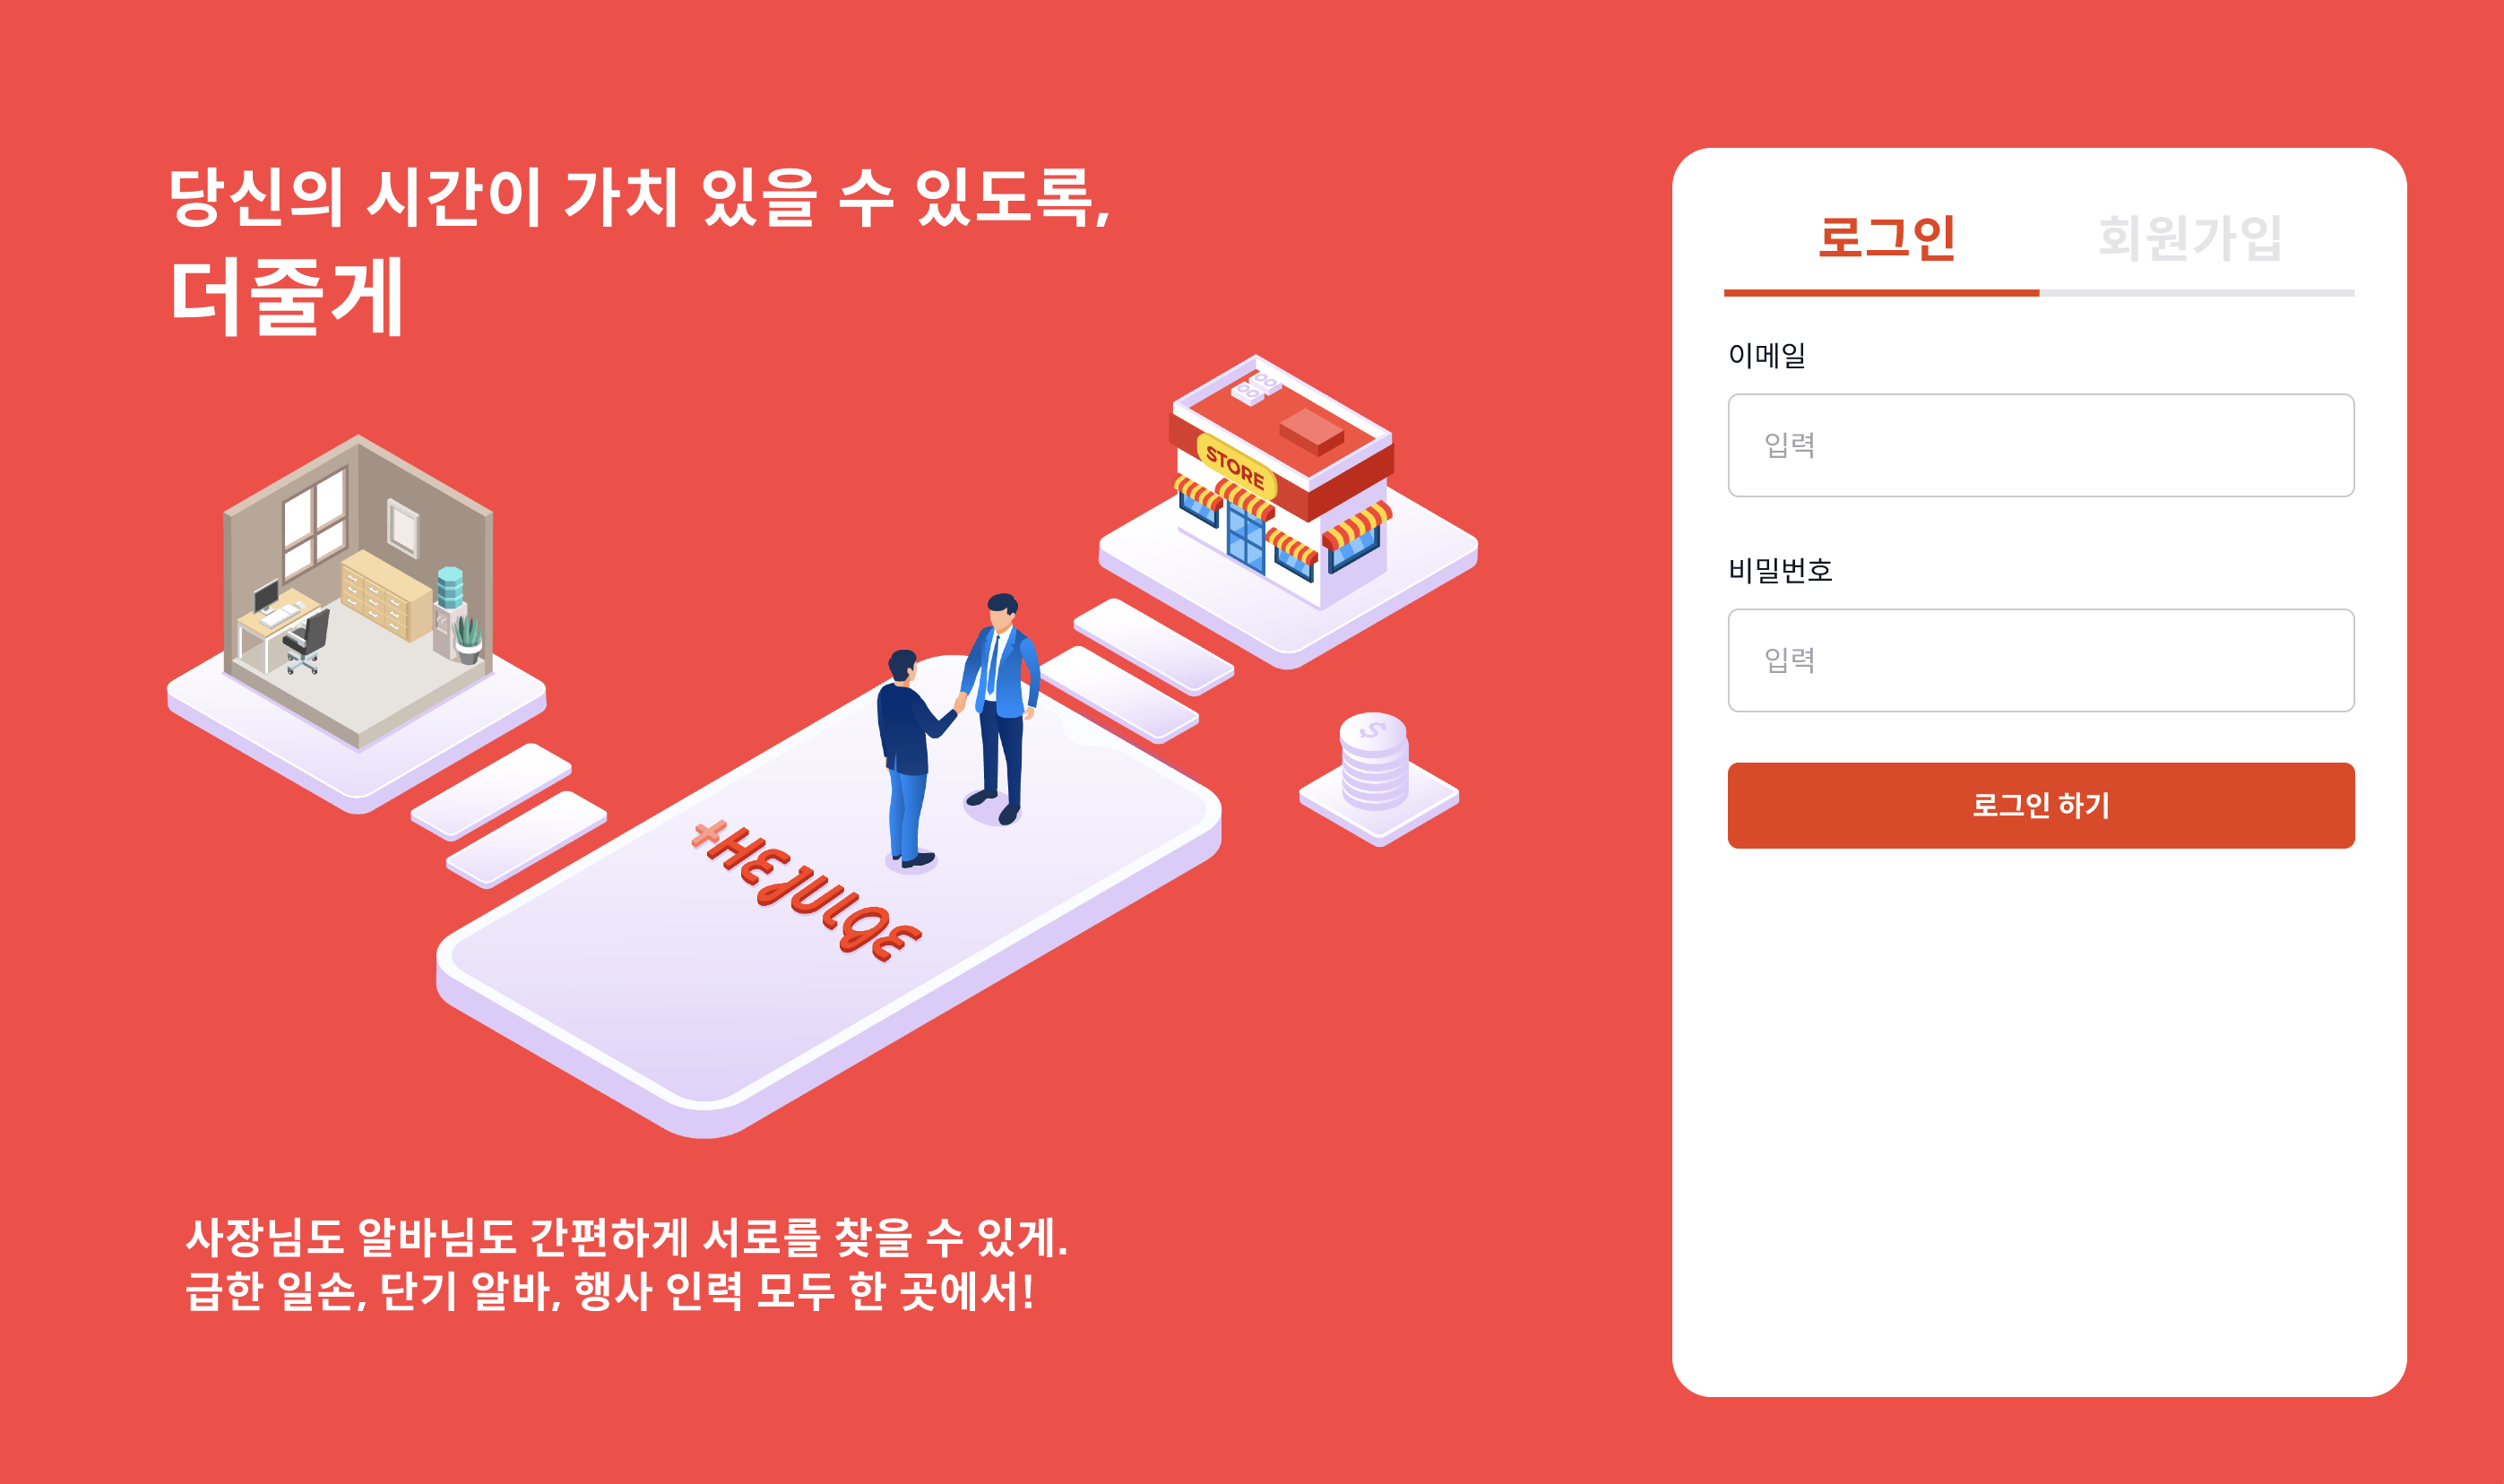 당신의 시간이 가치 있을 수 있도록,
더줄게
STORE
+HEJULGE
사장님도 알바님도 간편하게 서로를 찾을 수 있게.
급한 일손, 단기 알바, 행사 인력 모두 한 곳에서!
로그인 회원가입
이메일
입력
비밀번호
입력
로그인 하기